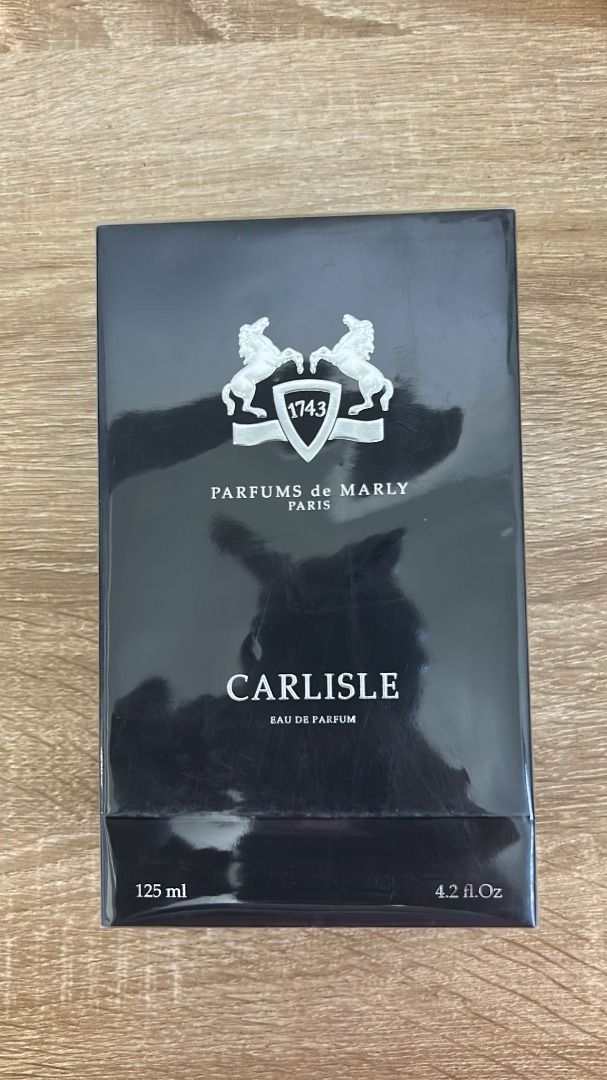 1743
PARFUMS de MARLY
PARIS
CARLISLE
EAU DE PARFUM
125 ml
4.2 fl.Oz